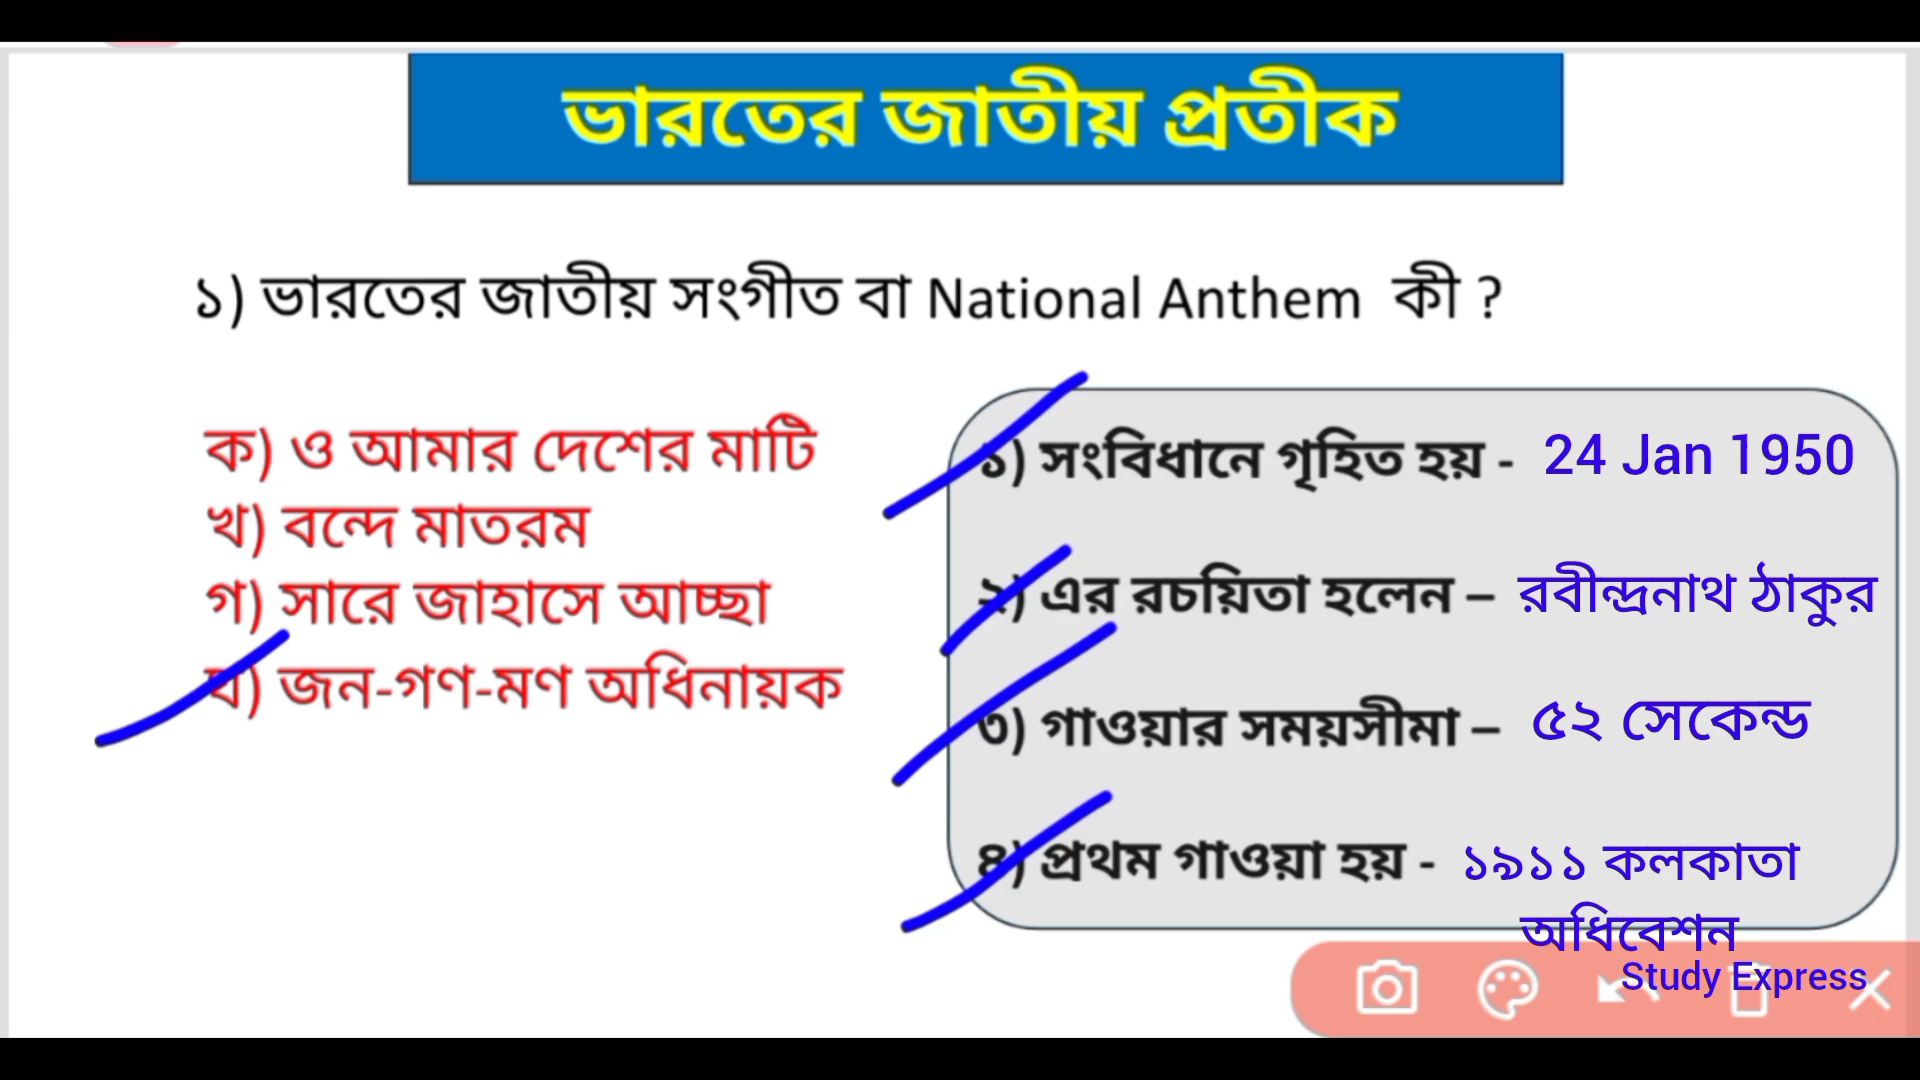 ভারতের জাতীয় প্রতীক
১) ভারতের জাতীয় সংগীত বা National Anthem কী ?
ক) ও আমার দেশের মাটি
খ) বন্দে মাতরম
গ) সারে জাহাসে আচ্ছা
ঘ) জন-গণ-মণ অধিনায়ক
১) সংবিধানে গৃহিত হয় - 24 Jan 1950
২) এর রচয়িতা হলেন – রবীন্দ্রনাথ ঠাকুর
৩) গাওয়ার সময়সীমা – ৫২ সেকেন্ড
৪) প্রথম গাওয়া হয় - ১৯১১ কলকাতা
অধিবেশন
Study Express